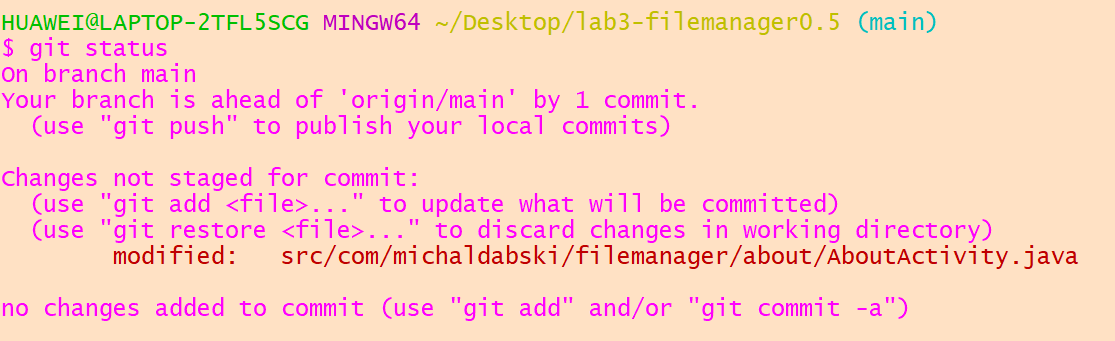 HUAWEI@LAPTOP-2TFL5SCG MINGW64 ~/Desktop/lab3-filemanager0.5 (main)
$ git status
On branch main
Your branch is ahead of 'origin/main' by 1 commit.
  (use "git push" to publish your local commits)

Changes not staged for commit:
  (use "git add <file>..." to update what will be committed)
  (use "git restore <file>..." to discard changes in working directory)
        modified:   src/com/michaldabski/filemanager/about/AboutActivity.java

no changes added to commit (use "git add" and/or "git commit -a")